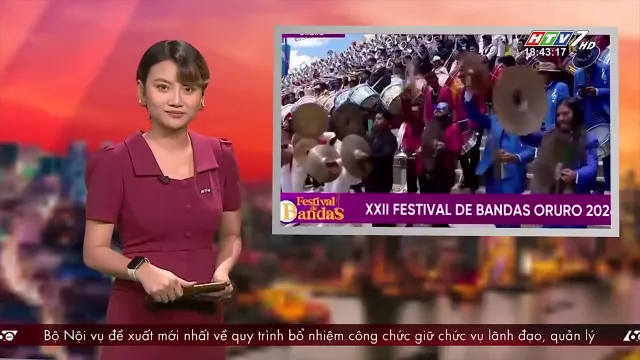 HTV7 HD
18:43:17
Festival
de
BandaS
XXII FESTIVAL DE BANDAS ORURO 202
HTV
Bộ Nội vụ đề xuất mới nhất về quy trình bổ nhiệm công chức giữ chức vụ lãnh đạo, quản lý